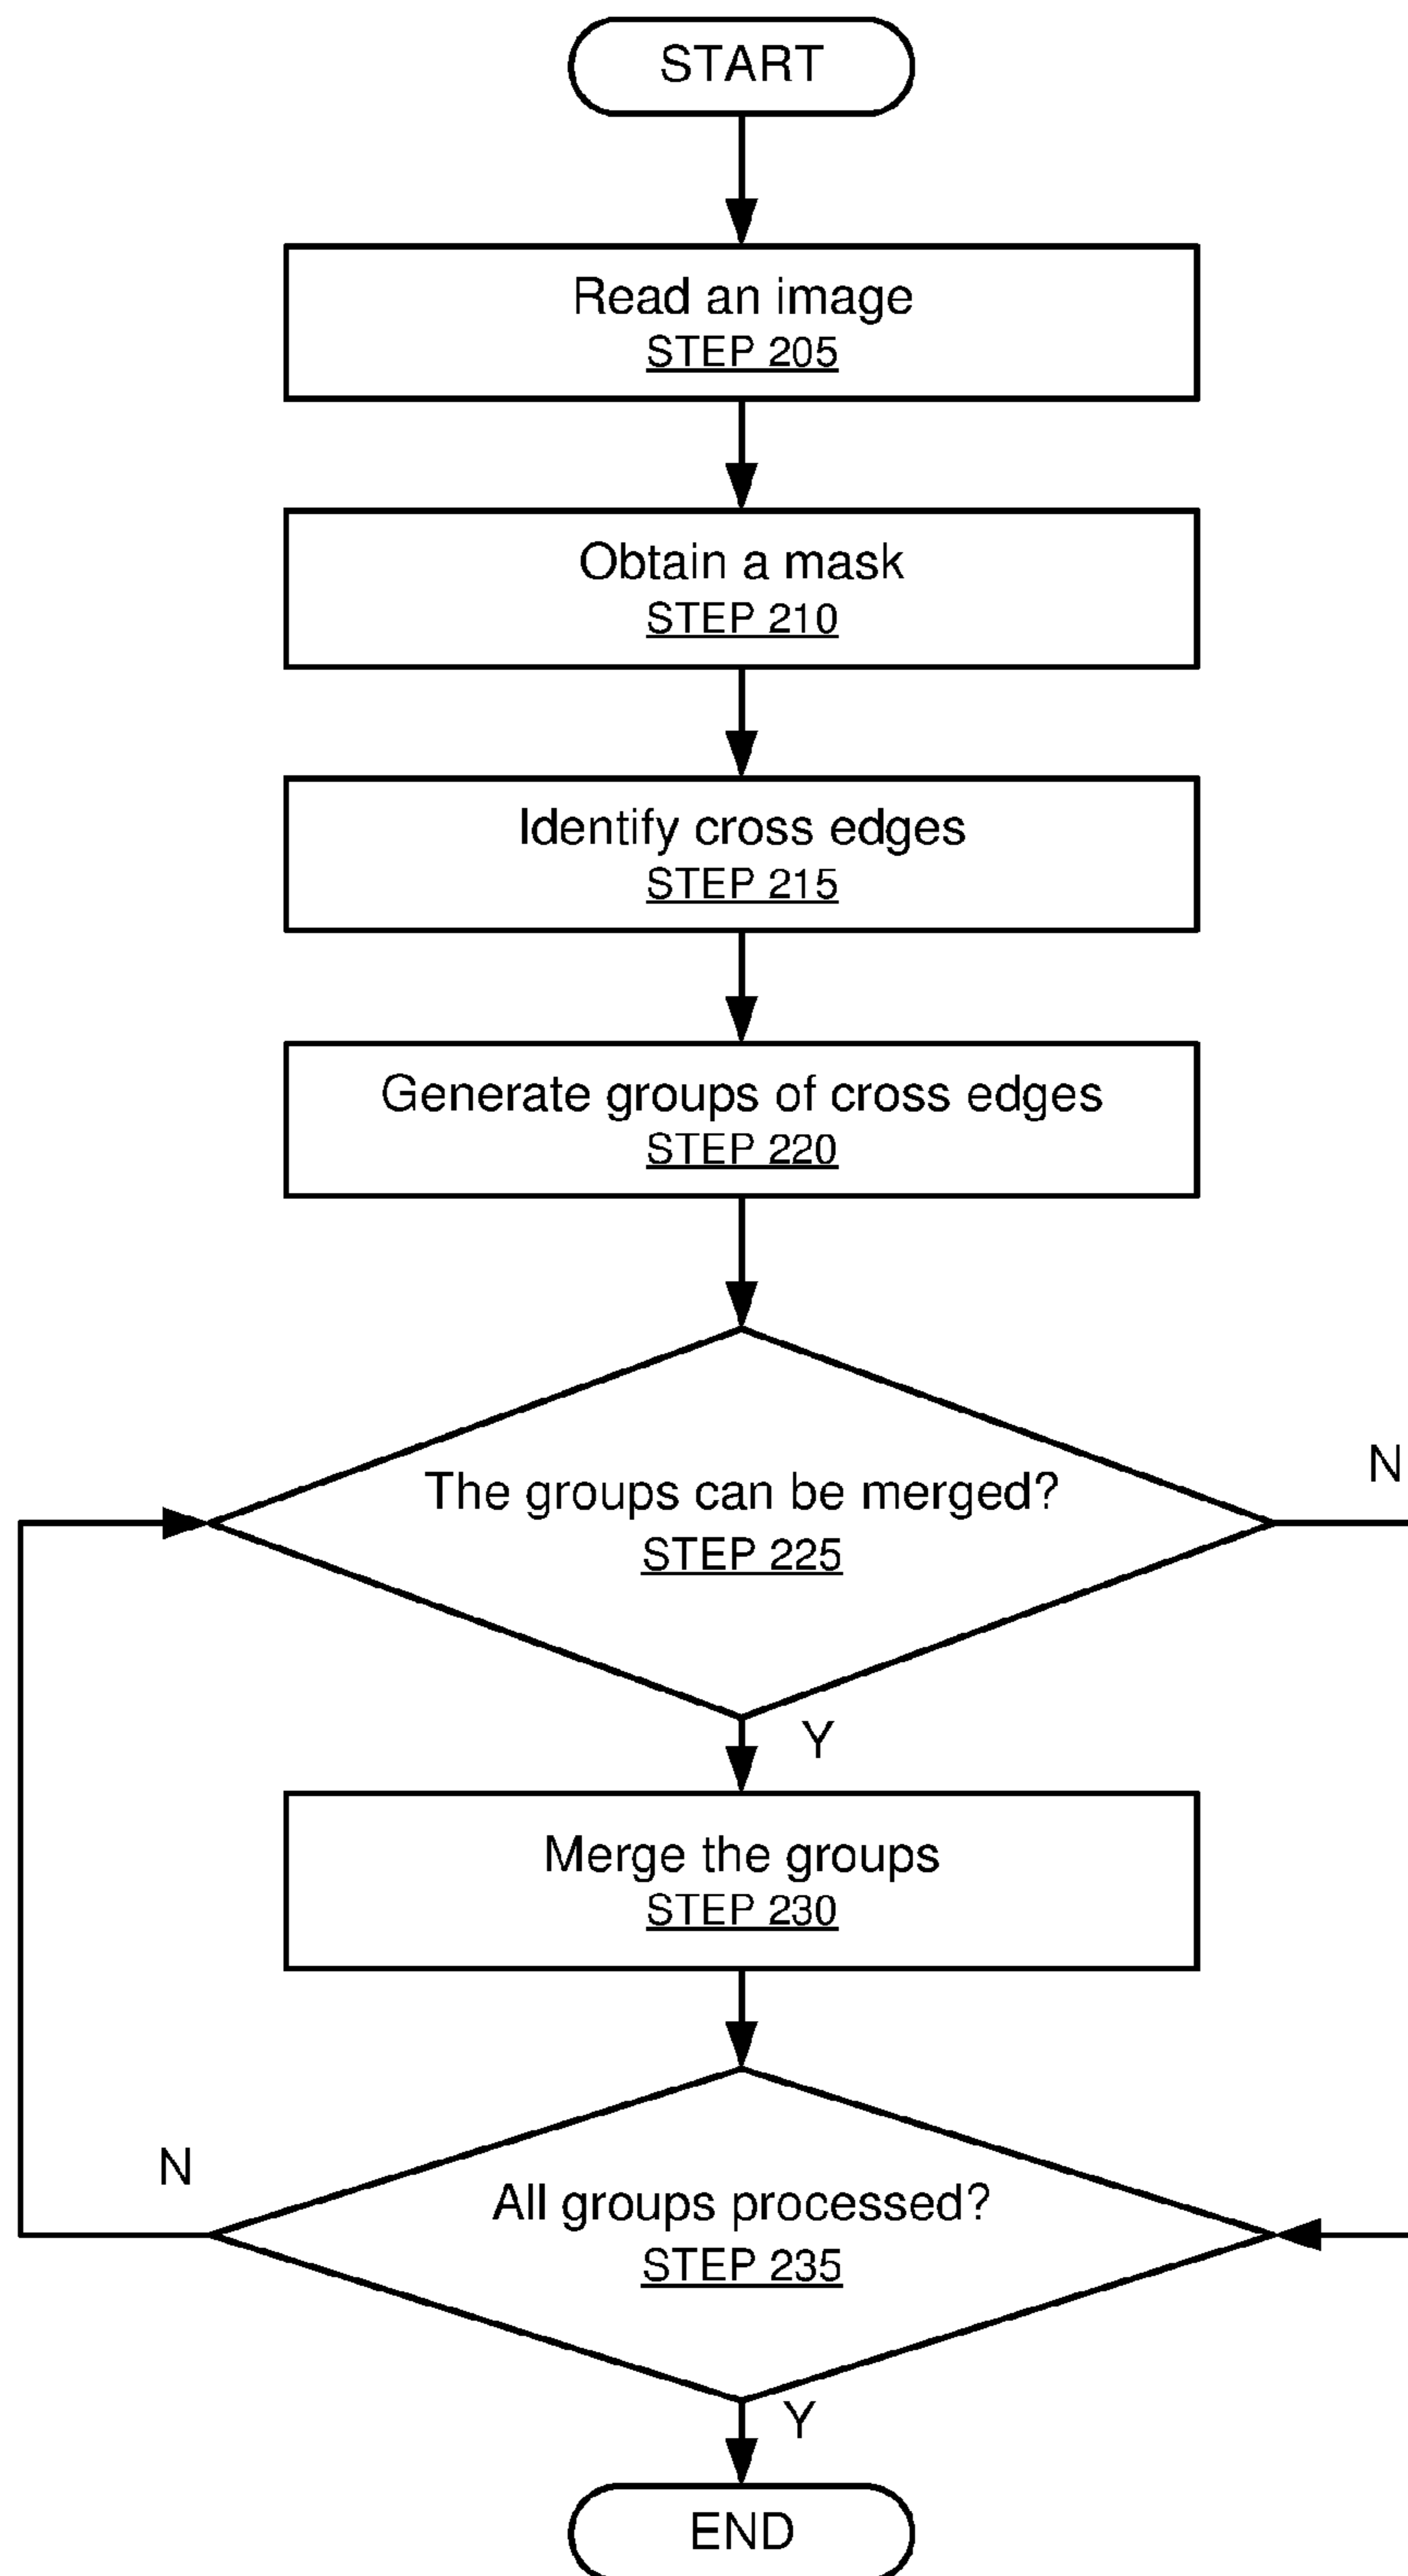 START
Read an image
STEP 205
Obtain a mask
STEP 210
Identify cross edges
STEP 215
Generate groups of cross edges
STEP 220
N
The groups can be merged?
STEP 225
Y
Merge the groups
STEP 230
N
All groups processed?
STEP 235
Y
END